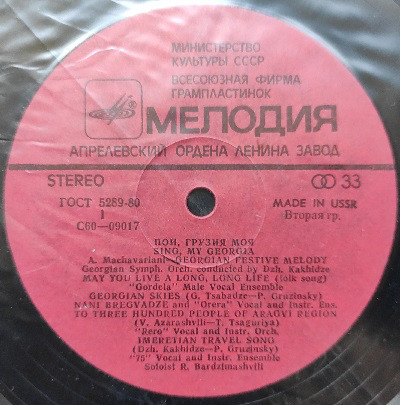 МИНИСТЕРСТВО
КУЛЬТУРЫ СССР
ВСЕСОЮЗНАЯ ФИРМА
ГРАМПЛАСТИНОК
МЕЛОДИЯ
АПРЕЛЕВСКИЙ ОРДЕНА ЛЕНИНА ЗАВОД
STEREO
33
ГОСТ 5289-80
MADE IN USSR
1
Вторая гр.
С60—09017
ПОЙ, ГРУЗИЯ МОЯ
SING, MY GEORGIA
A. Machavariani. GEORGIAN FESTIVE MELODY
Georgian Symph. Orch. conducted by Dzh. Kakhidze
MAY YOU LIVE A LONG, LONG LIFE (folk song)
"Gordela" Male Vocal Ensemble
GEORGIAN SKIES (G. Tsabadze—P. Gruzinsky)
NANI BREGVADZE and "Orera" Vocal and Instr. Ens.
TO THREE HUNDRED PEOPLE OF ARAGVI REGION
(V. Azarashvili—T. Tsaguriya)
"Rero" Vocal and Instr. Orch.
IMERETIAN TRAVEL SONG
(Dzh. Kakhidze—P. Gruzinsky)
"75" Vocal and Instr. Ensemble
Soloist R. Bardzimashvili